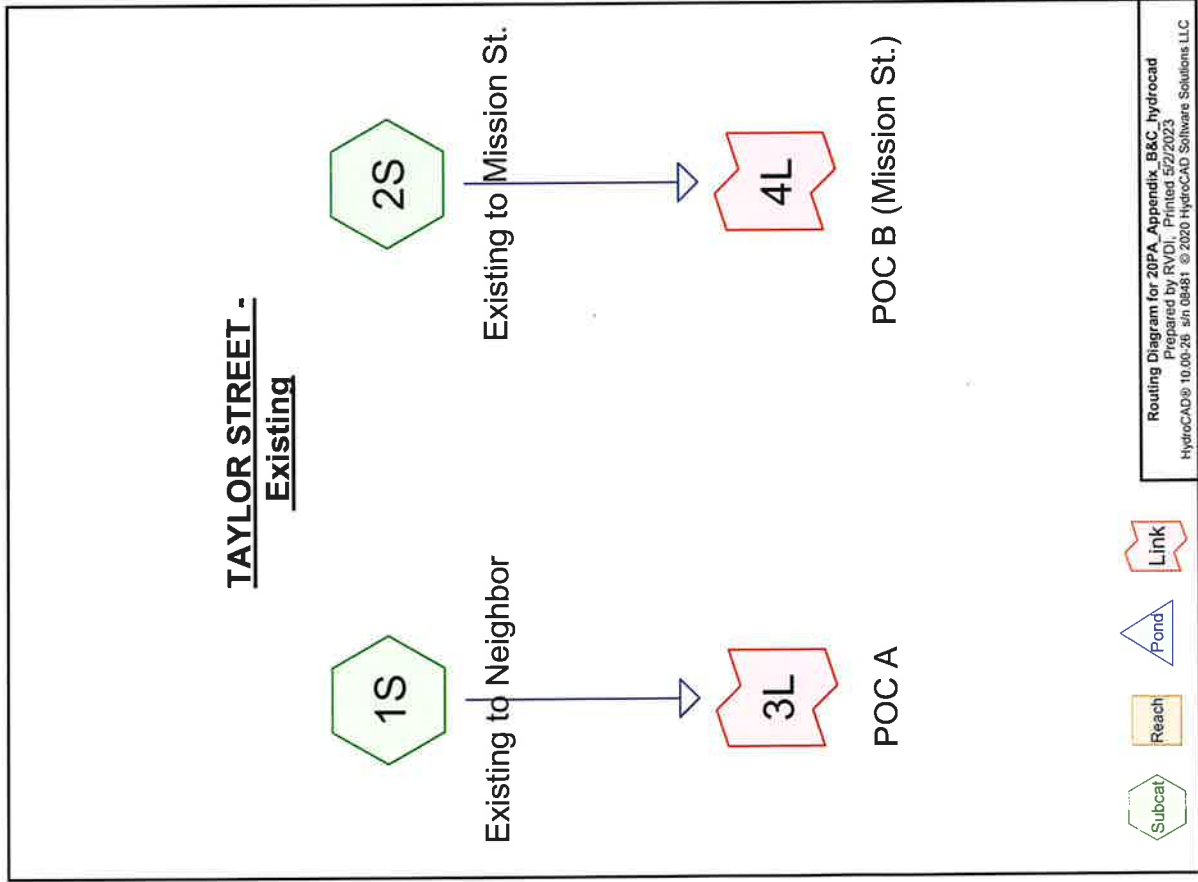 TAYLOR STREET -
Existing
1S
2S
Existing to Neighbor
Existing to Mission St.
3L
4L
POC A
POC B (Mission St.)
Subcat
Reach
Pond
Link
Routing Diagram for 20PA_Appendix_B&C_hydrocad
Prepared by RVDI, Printed 5/2/2023
HydroCAD® 10.00-26 s/n 08481 © 2020 HydroCAD Software Solutions LLC